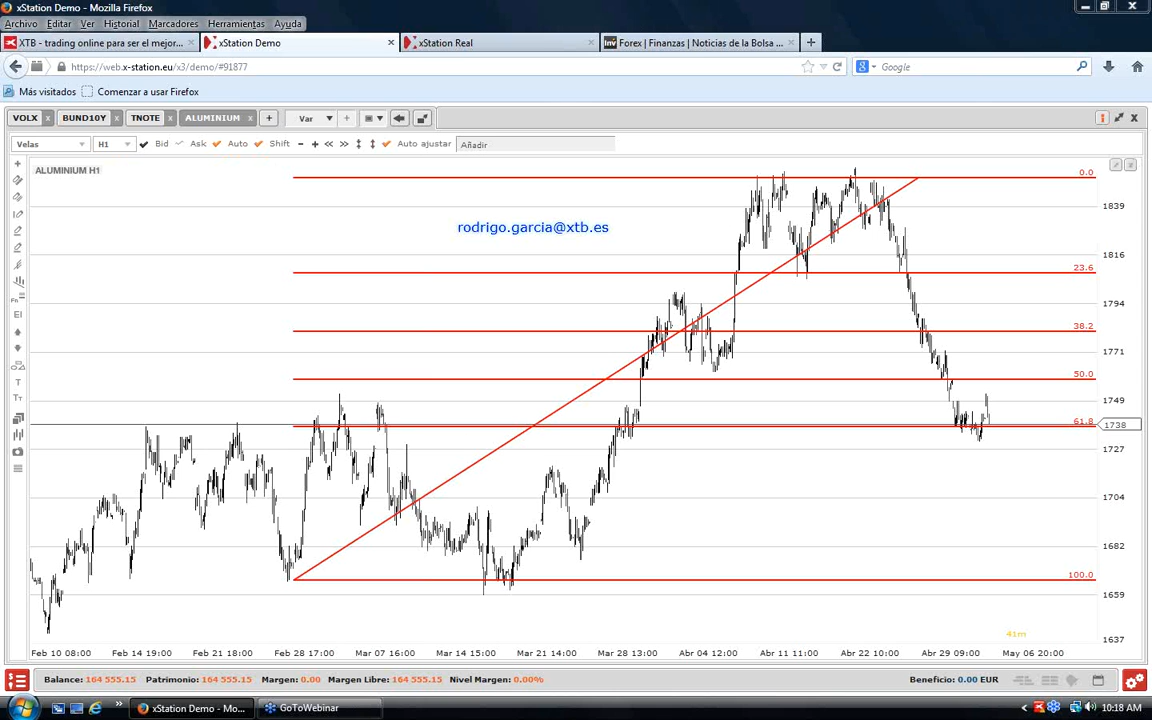 xStation Demo - Mozilla Firefox
Archivo Editar Ver Historial Marcadores Herramientas Ayuda
XTB - trading online para ser el mejor... xStation Demo xStation Real Forex | Finanzas | Noticias de la Bolsa ...
https://web.x-station.eu/x3/demo/#91877 Google
Más visitados Comenzar a usar Firefox
VOLX BUND10Y TNOTE ALUMINIUM Var
Velas H1 Bid Ask Auto Shift Auto ajustar Añadir
ALUMINIUM H1
rodrigo.garcia@xtb.es
0.0
1839
1816
23.6
1794
38.2
1771
50.0
1749
61.8
1738
1727
1704
1682
100.0
1659
1637
41m
Feb 10 08:00 Feb 14 19:00 Feb 21 18:00 Feb 28 17:00 Mar 07 16:00 Mar 14 15:00 Mar 21 14:00 Mar 28 13:00 Abr 04 12:00 Abr 11 11:00 Abr 22 10:00 Abr 29 09:00 May 06 20:00
Balance: 164 555.15 Patrimonio: 164 555.15 Margen: 0.00 Margen Libre: 164 555.15 Nivel Margen: 0.00% Beneficio: 0.00 EUR
xStation Demo - Mo... GoToWebinar 10:18 AM